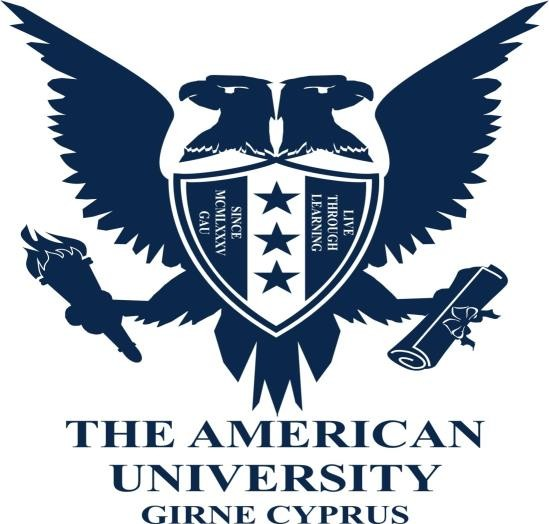 SINCE
MCMLXXXV
GAU
LIVE
THROUGH
LEARNING
THE AMERICAN
UNIVERSITY
GIRNE CYPRUS